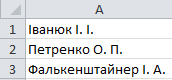 A
1 Іванюк І. І.
2 Петренко О. П.
3 Фалькенштайнер І. А.